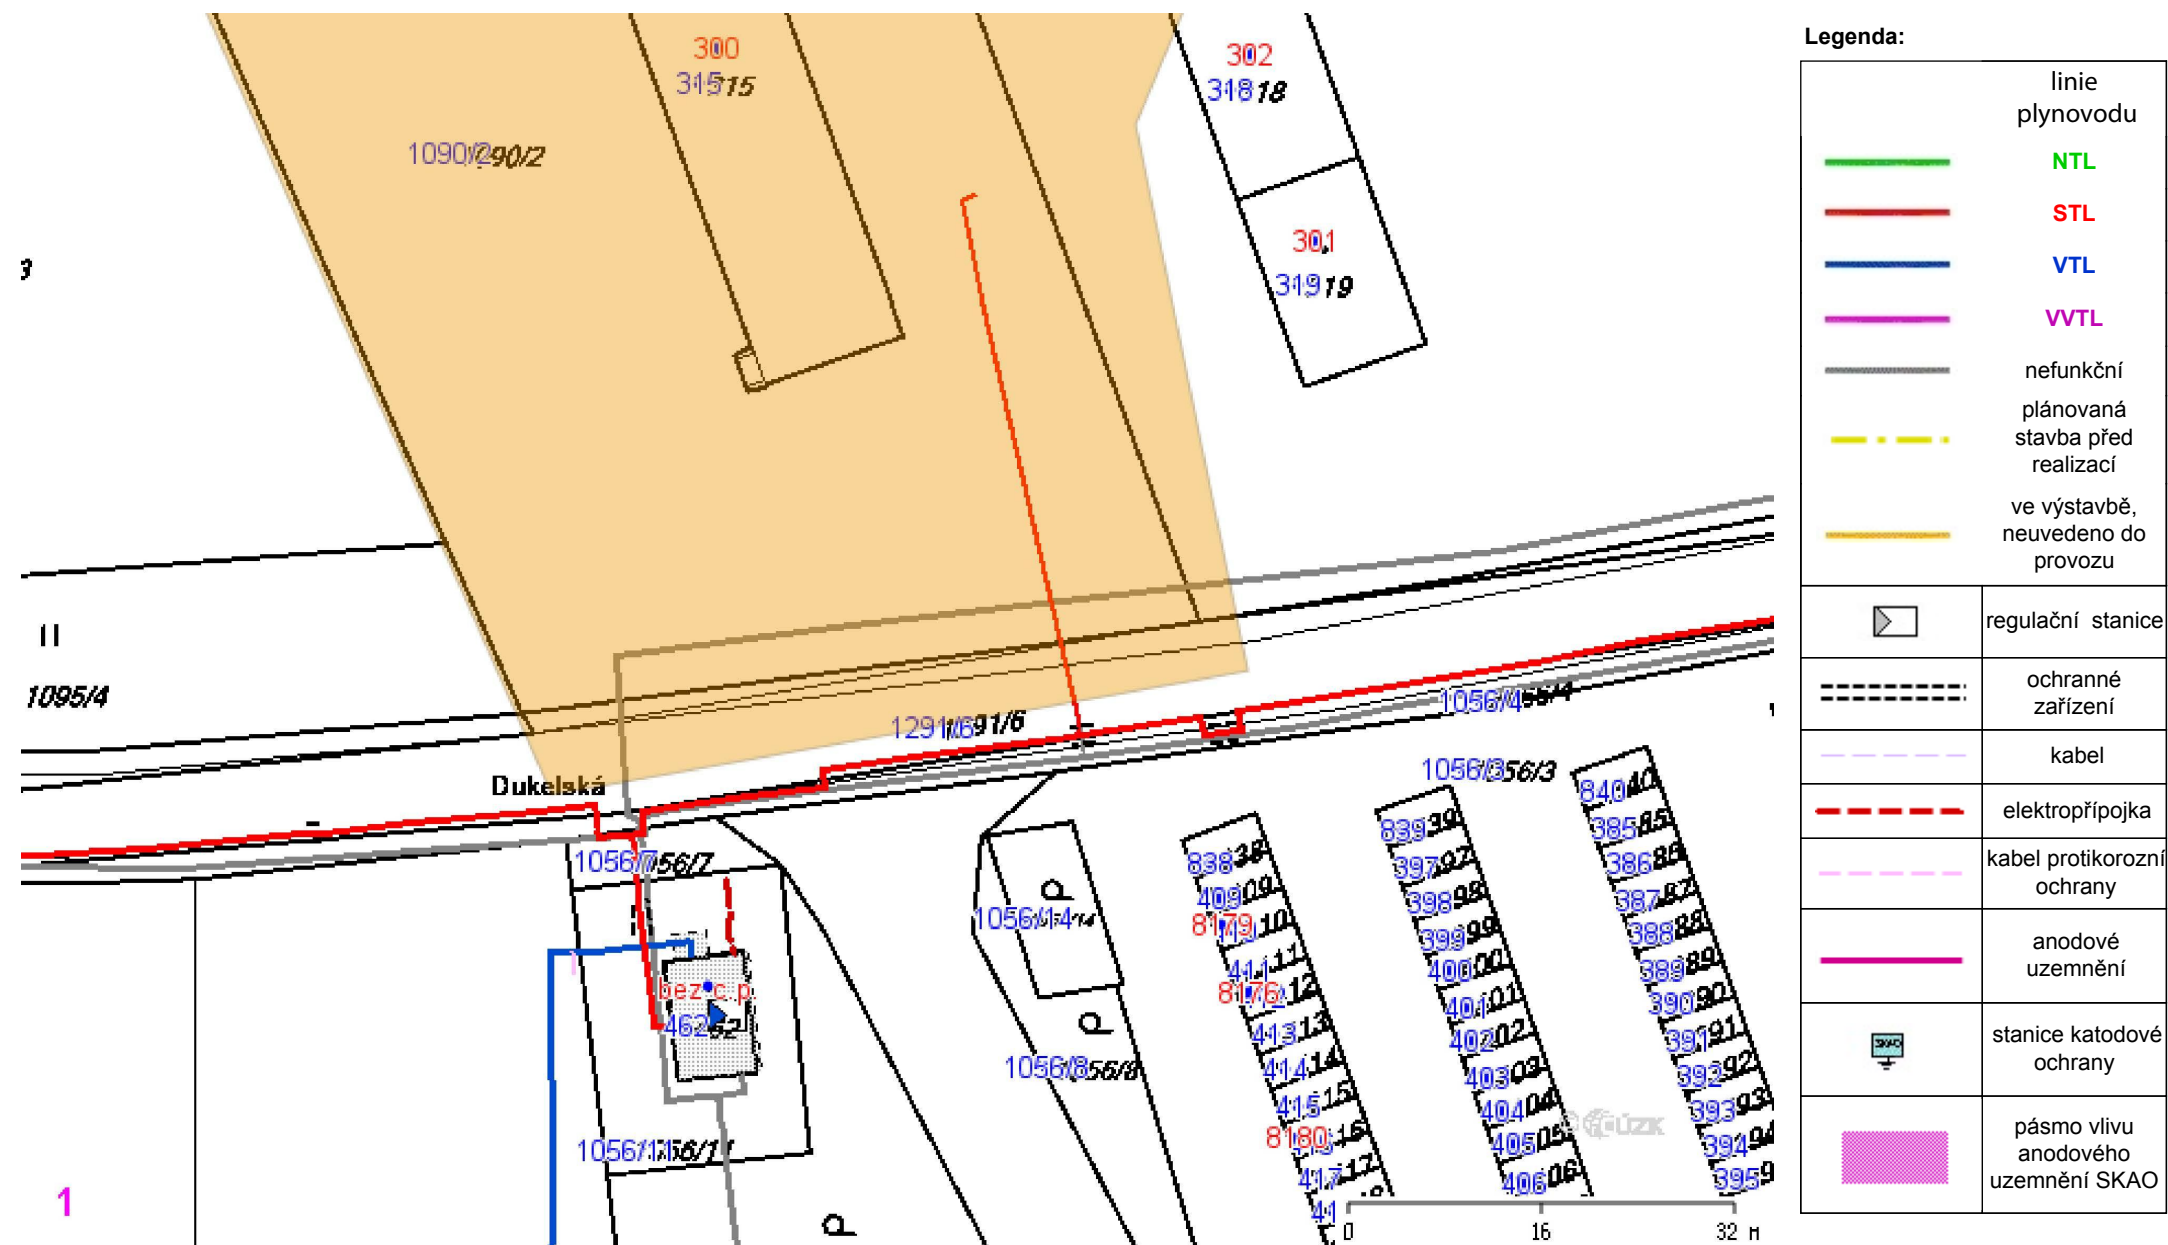 300
315
302
318
18
1090/2
301
319
19
II
1095/4
1291/6
1056/4
Dukelská
1056/3
1056/7
1056/14
1056/8
bez č.p.
462
1056/11
1
838
409
8179
411
8176
413
414
415
8180
417
41
839
397
398
399
400
401
402
403
404
405
406
840
385
386
387
388
389
390
391
392
393
394
395
P
P
P
© ČÚZK
0 16 32 M
Legenda:
linie
plynovodu
NTL
STL
VTL
VVTL
nefunkční
plánovaná
stavba před
realizací
ve výstavbě,
neuvedeno do
provozu
regulační stanice
ochranné
zařízení
kabel
elektropřípojka
kabel protikorozní
ochrany
anodové
uzemnění
SKAO
stanice katodové
ochrany
pásmo vlivu
anodového
uzemnění SKAO